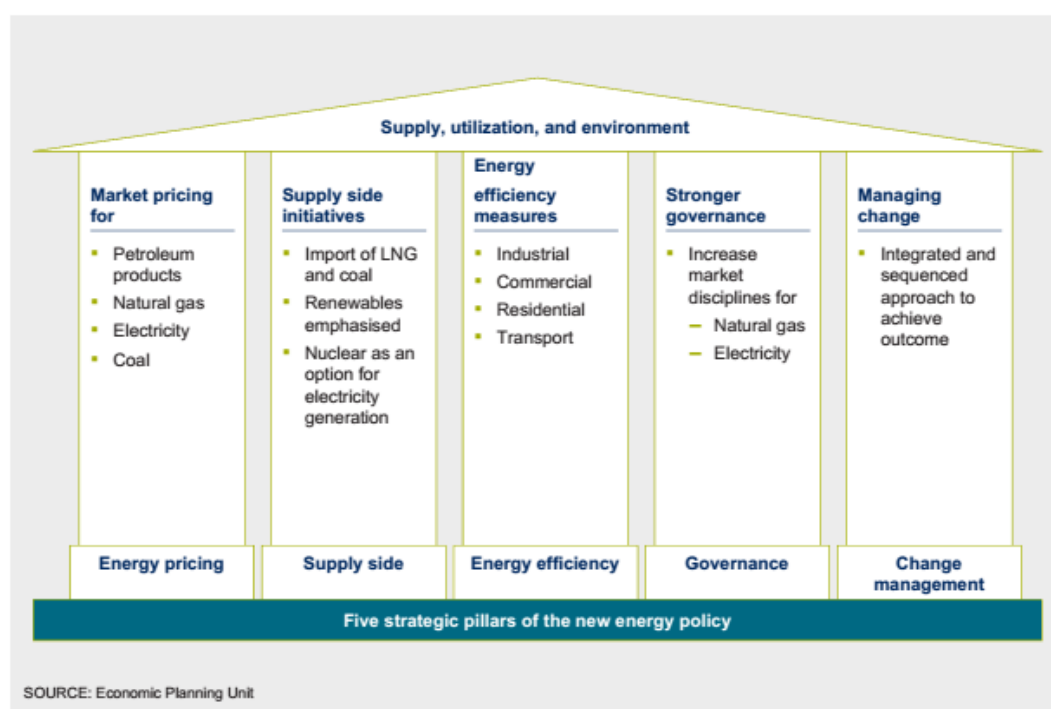 Supply, utilization, and environment
Market pricing
for
▪ Petroleum
products
▪ Natural gas
▪ Electricity
▪ Coal
Energy pricing
Supply side
initiatives
▪ Import of LNG
and coal
▪ Renewables
emphasised
▪ Nuclear as an
option for
electricity
generation
Supply side
Energy
efficiency
measures
▪ Industrial
▪ Commercial
▪ Residential
▪ Transport
Energy efficiency
Stronger
governance
▪ Increase
market
disciplines for
– Natural gas
– Electricity
Governance
Managing
change
▪ Integrated and
sequenced
approach to
achieve
outcome
Change
management
Five strategic pillars of the new energy policy
SOURCE: Economic Planning Unit